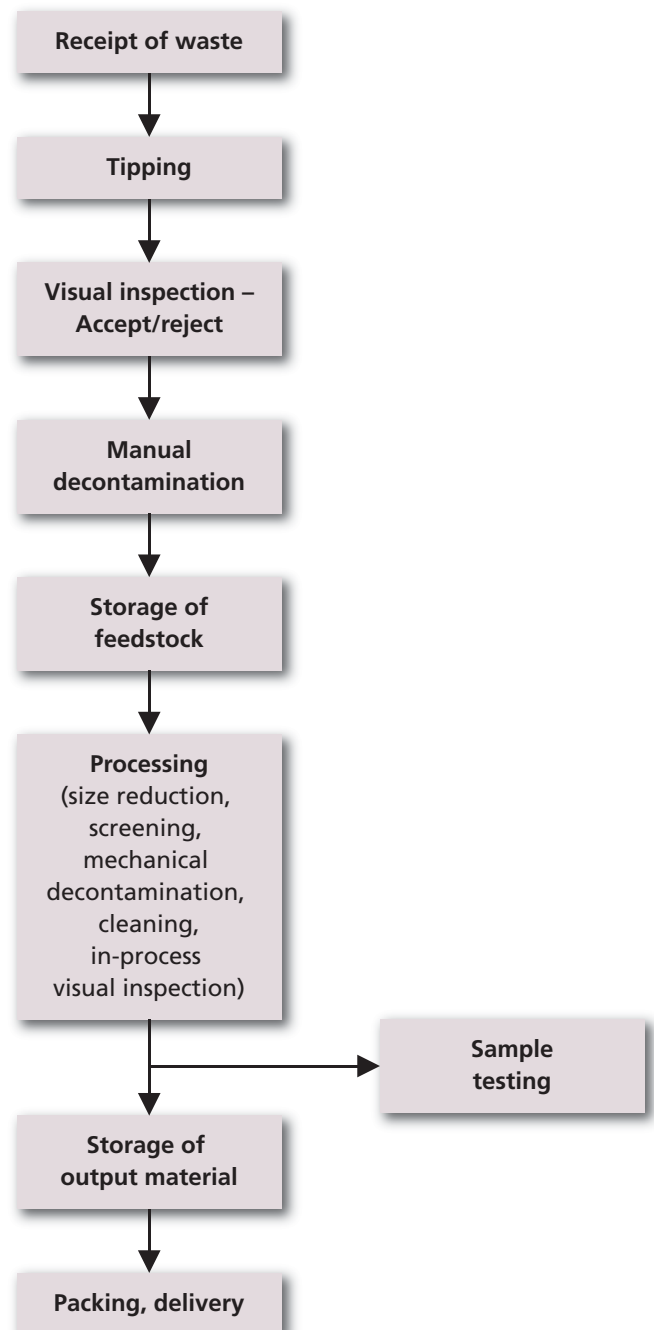 Receipt of waste
Tipping
Visual inspection –
Accept/reject
Manual
decontamination
Storage of
feedstock
Processing
(size reduction,
screening,
mechanical
decontamination,
cleaning,
in-process
visual inspection)
Sample
testing
Storage of
output material
Packing, delivery